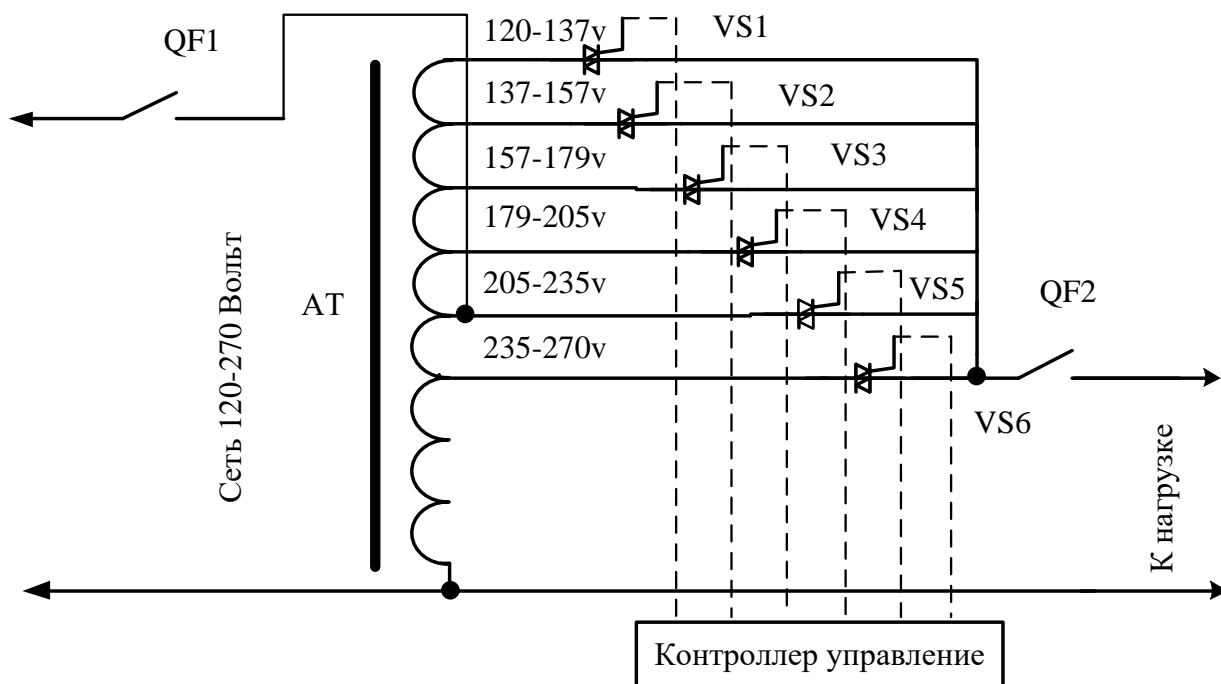 120-137v
VS1
QF1
137-157v
VS2
157-179v
VS3
179-205v
VS4
205-235v
VS5
QF2
AT
235-270v
VS6
Сеть 120-270 Вольт
К нагрузке
Контроллер управление